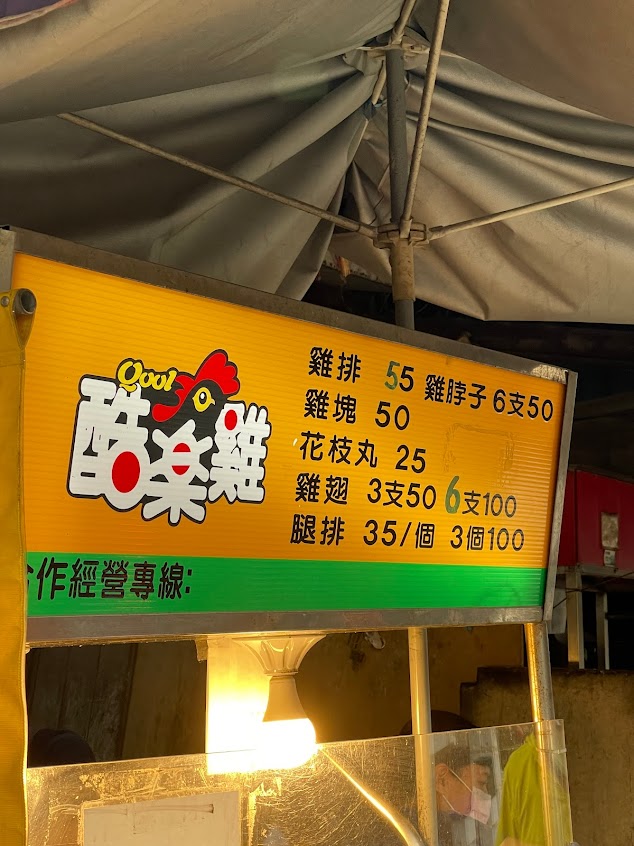 Qool
酷楽雞
雞排 55 雞脖子 6支50
雞塊 50
花枝丸 25
雞翅 3支50 6支100
腿排 35/個 3個100
合作經營專線: